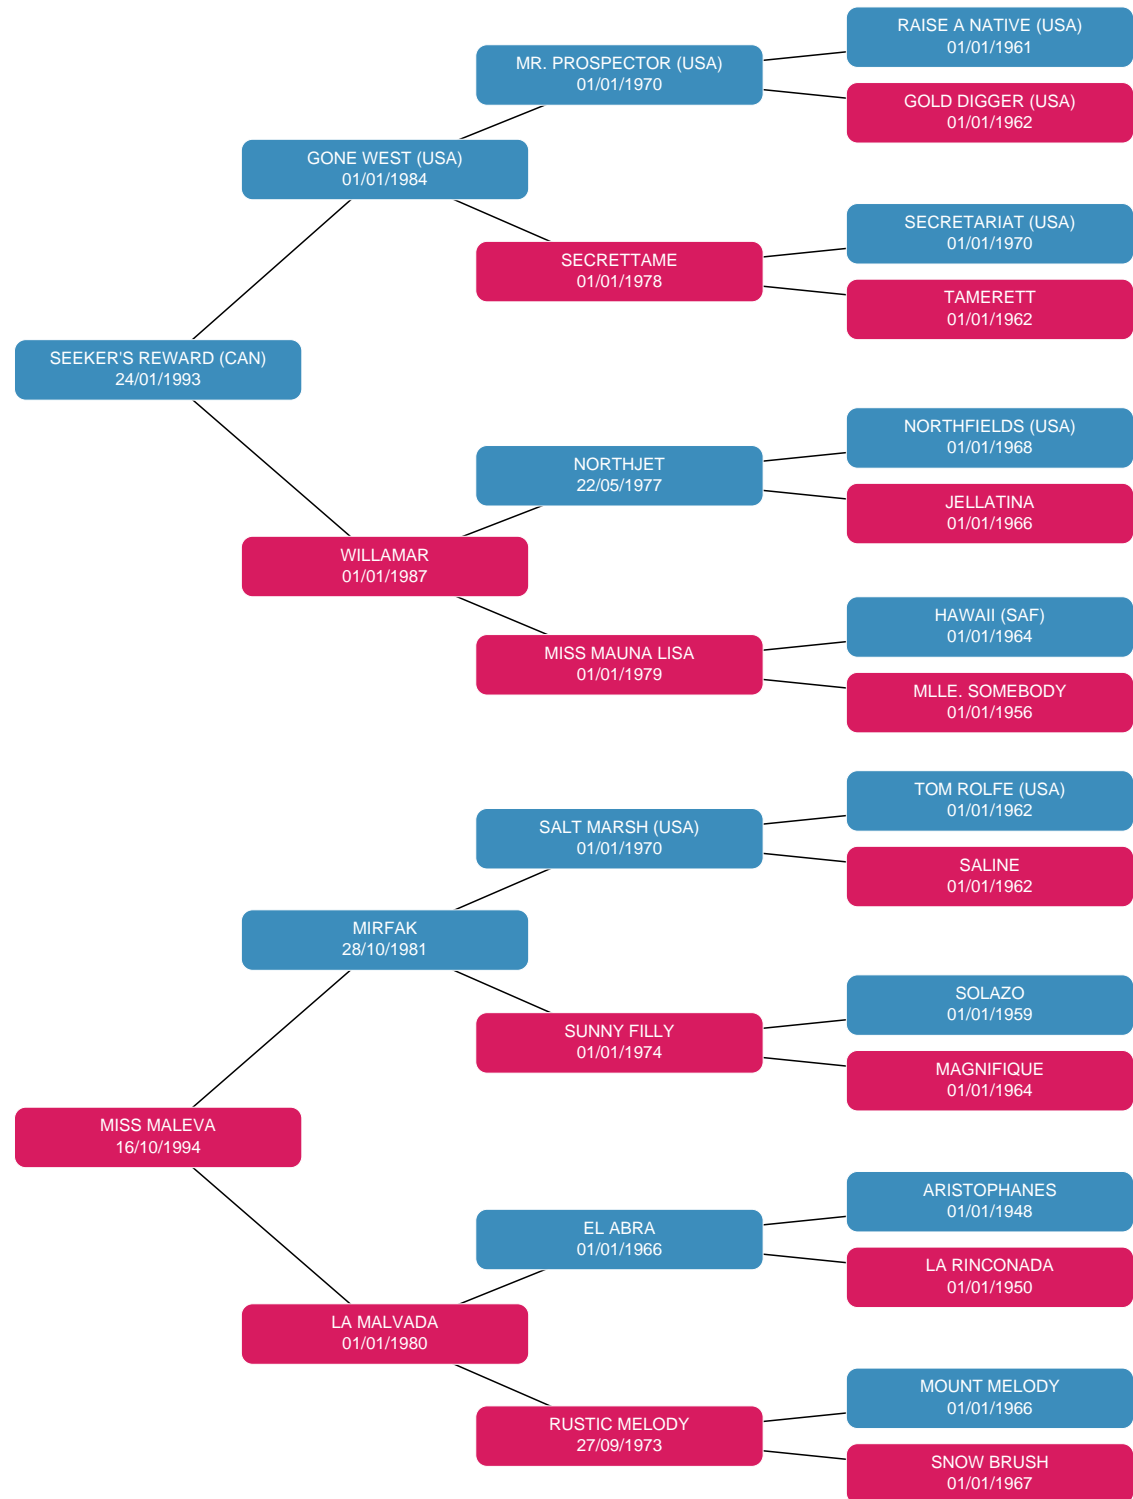 RAISE A NATIVE (USA)
01/01/1961
MR. PROSPECTOR (USA)
01/01/1970
GOLD DIGGER (USA)
01/01/1962
GONE WEST (USA)
01/01/1984
SECRETARIAT (USA)
01/01/1970
SECRETTAME
01/01/1978
TAMERETT
01/01/1962
SEEKER'S REWARD (CAN)
24/01/1993
NORTHFIELDS (USA)
01/01/1968
NORTHJET
22/05/1977
JELLATINA
01/01/1966
WILLAMAR
01/01/1987
HAWAII (SAF)
01/01/1964
MISS MAUNA LISA
01/01/1979
MLLE. SOMEBODY
01/01/1956
TOM ROLFE (USA)
01/01/1962
SALT MARSH (USA)
01/01/1970
SALINE
01/01/1962
MIRFAK
28/10/1981
SOLAZO
01/01/1959
SUNNY FILLY
01/01/1974
MAGNIFIQUE
01/01/1964
MISS MALEVA
16/10/1994
ARISTOPHANES
01/01/1948
EL ABRA
01/01/1966
LA RINCONADA
01/01/1950
LA MALVADA
01/01/1980
MOUNT MELODY
01/01/1966
RUSTIC MELODY
27/09/1973
SNOW BRUSH
01/01/1967